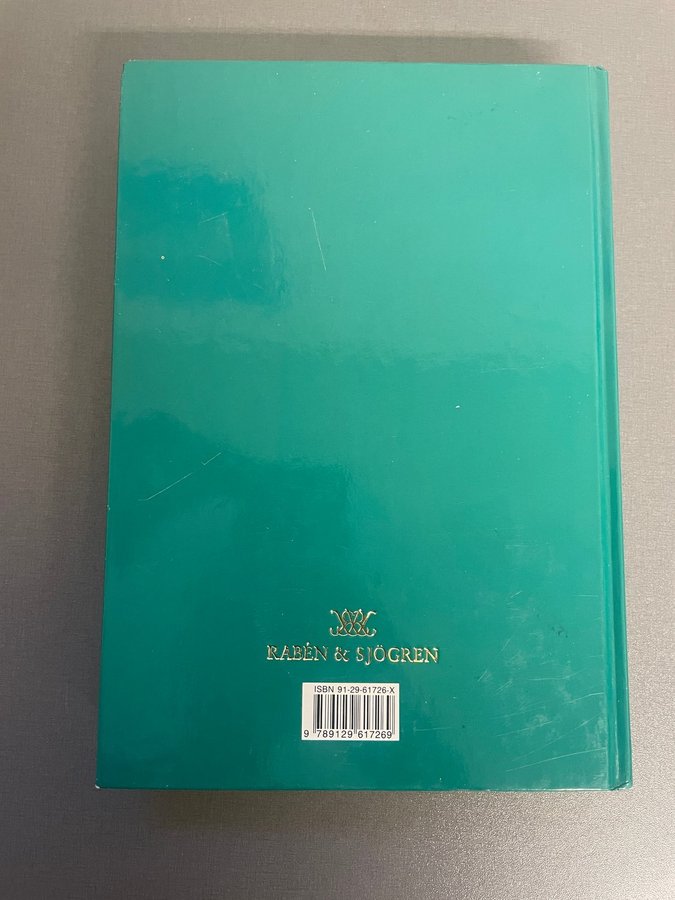 RABÉN & SJÖGREN
ISBN 91-29-61726-X
9 789129 617269